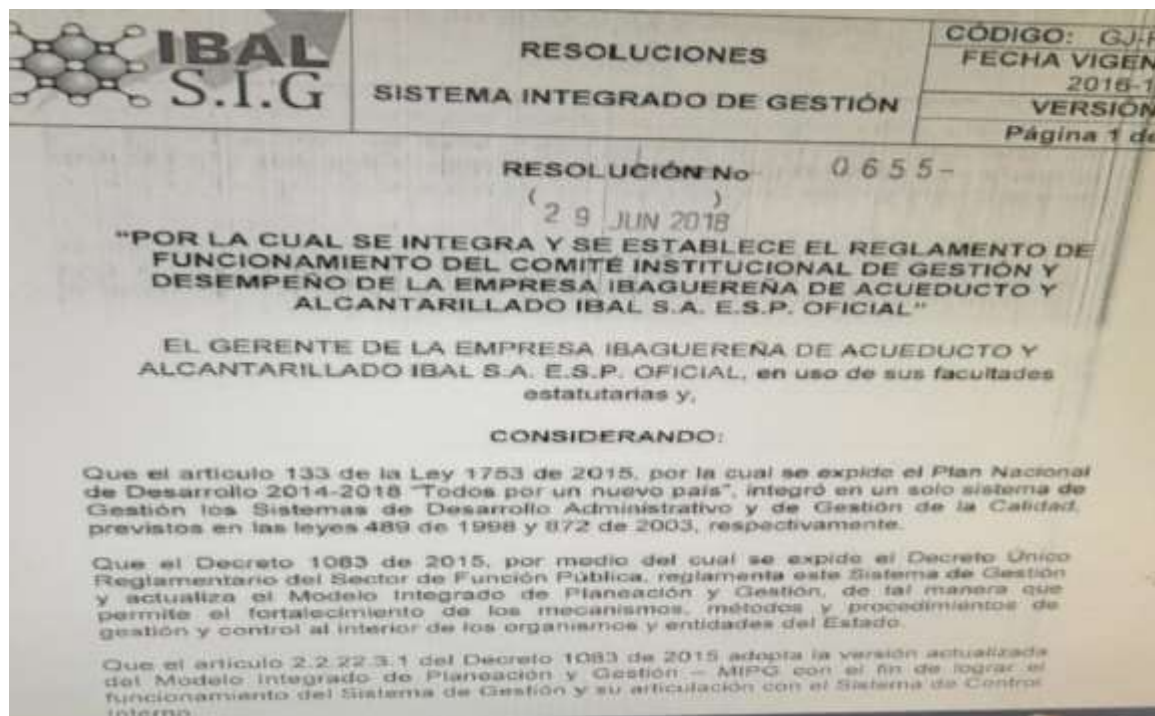 IBAL
S.I.G
RESOLUCIONES
SISTEMA INTEGRADO DE GESTIÓN
CÓDIGO: GJ-
FECHA VIGEN
2016-1
VERSIÓN
Página 1 de
RESOLUCIÓN No 0655-
( )
29 JUN 2018
"POR LA CUAL SE INTEGRA Y SE ESTABLECE EL REGLAMENTO DE
FUNCIONAMIENTO DEL COMITÉ INSTITUCIONAL DE GESTIÓN Y
DESEMPEÑO DE LA EMPRESA IBAGUEREÑA DE ACUEDUCTO Y
ALCANTARILLADO IBAL S.A. E.S.P. OFICIAL"
EL GERENTE DE LA EMPRESA IBAGUEREÑA DE ACUEDUCTO Y
ALCANTARILLADO IBAL S.A. E.S.P. OFICIAL, en uso de sus facultades
estatutarias y,
CONSIDERANDO:
Que el articulo 133 de la Ley 1753 de 2015, por la cual se expide el Plan Nacional
de Desarrollo 2014-2018 "Todos por un nuevo país", integró en un solo sistema de
Gestión los Sistemas de Desarrollo Administrativo y de Gestión de la Calidad,
previstos en las leyes 489 de 1998 y 872 de 2003, respectivamente.
Que el Decreto 1083 de 2015, por medio del cual se expide el Decreto Único
Reglamentario del Sector de Función Pública, reglamenta este Sistema de Gestión
y actualiza el Modelo Integrado de Planeación y Gestión, de tal manera que
permite el fortalecimiento de los mecanismos, métodos y procedimientos de
gestión y control al interior de los organismos y entidades del Estado.
Que el articulo 2.2.22.3.1 del Decreto 1083 de 2015 adopta la versión actualizada
del Modelo Integrado de Planeación y Gestión – MIPG con el fin de lograr el
funcionamiento del Sistema de Gestión y su articulación con el Sistema de Control
Interno